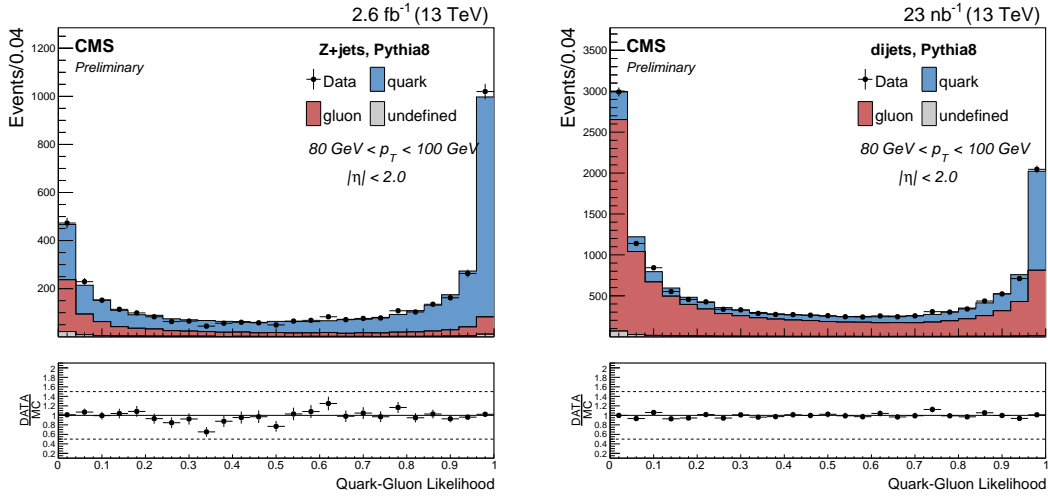 2.6 fb⁻¹ (13 TeV)
CMS
Preliminary
Z+jets, Pythia8
Data quark
gluon undefined
80 GeV < p_T < 100 GeV
|η| < 2.0
Events/0.04
1200
1000
800
600
400
200
DATA
MC
2
1.8
1.6
1.4
1.2
1
0.8
0.6
0.4
0.2
0 0.1 0.2 0.3 0.4 0.5 0.6 0.7 0.8 0.9 1
Quark-Gluon Likelihood
23 nb⁻¹ (13 TeV)
CMS
Preliminary
dijets, Pythia8
Data quark
gluon undefined
80 GeV < p_T < 100 GeV
|η| < 2.0
Events/0.04
3500
3000
2500
2000
1500
1000
500
DATA
MC
2
1.8
1.6
1.4
1.2
1
0.8
0.6
0.4
0.2
0 0.1 0.2 0.3 0.4 0.5 0.6 0.7 0.8 0.9 1
Quark-Gluon Likelihood